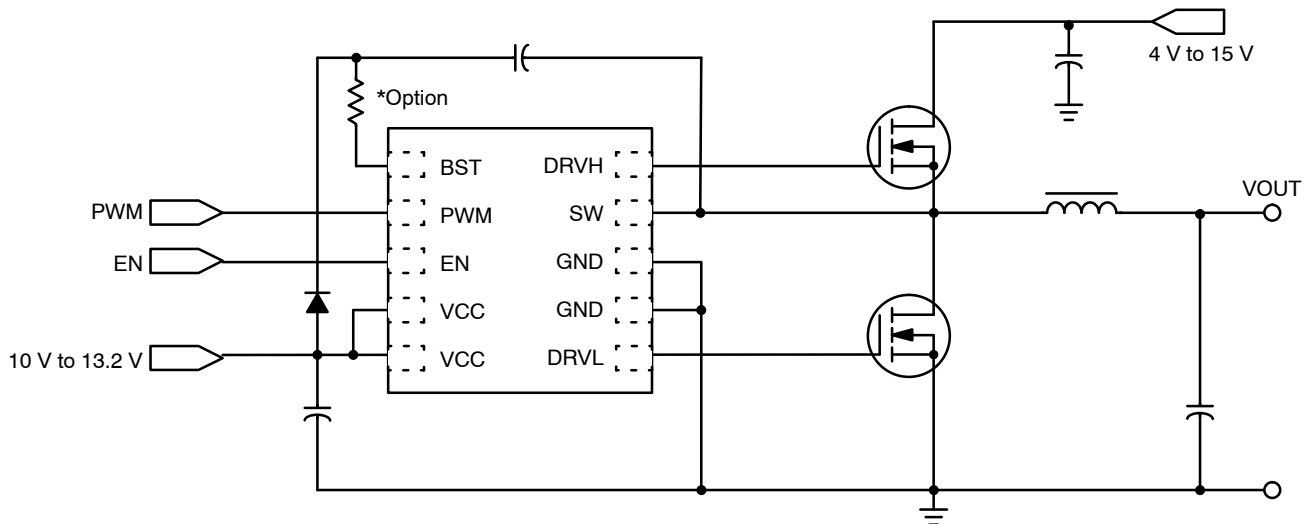 4 V to 15 V
*Option
BST
DRVH
PWM
PWM
SW
VOUT
EN
EN
GND
VCC
GND
10 V to 13.2 V
VCC
DRVL